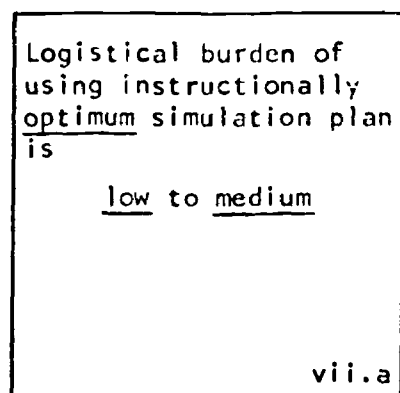 Logistical burden of
using instructionally
optimum simulation plan
is
low to medium
vii.a